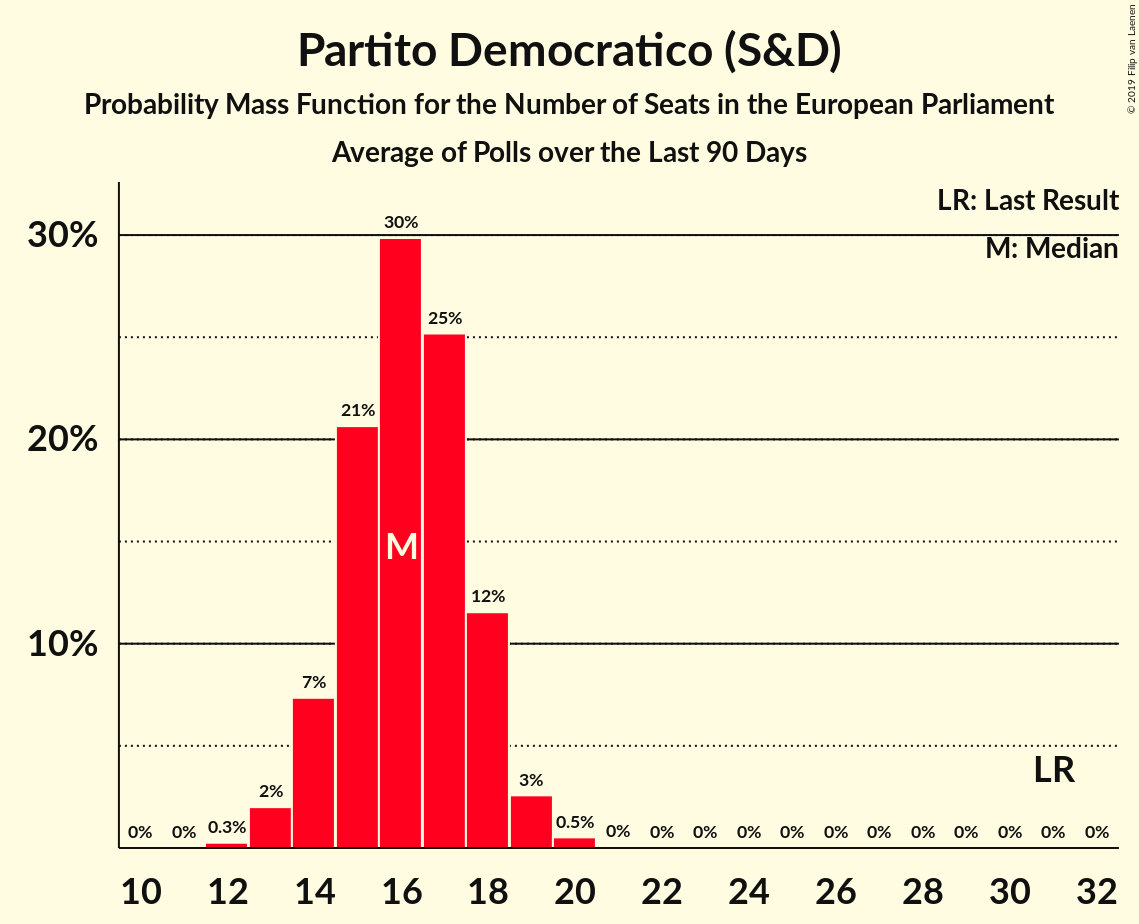 Partito Democratico (S&D)
Probability Mass Function for the Number of Seats in the European Parliament
Average of Polls over the Last 90 Days
© 2019 Filip van Laenen
LR: Last Result
M: Median
30%
20%
10%
0% 0% 0.3% 2% 7% 21% 30% 25% 12% 3% 0.5% 0% 0% 0% 0% 0% 0% 0% 0% 0% 0% 0% 0%
M
LR
10 12 14 16 18 20 22 24 26 28 30 32